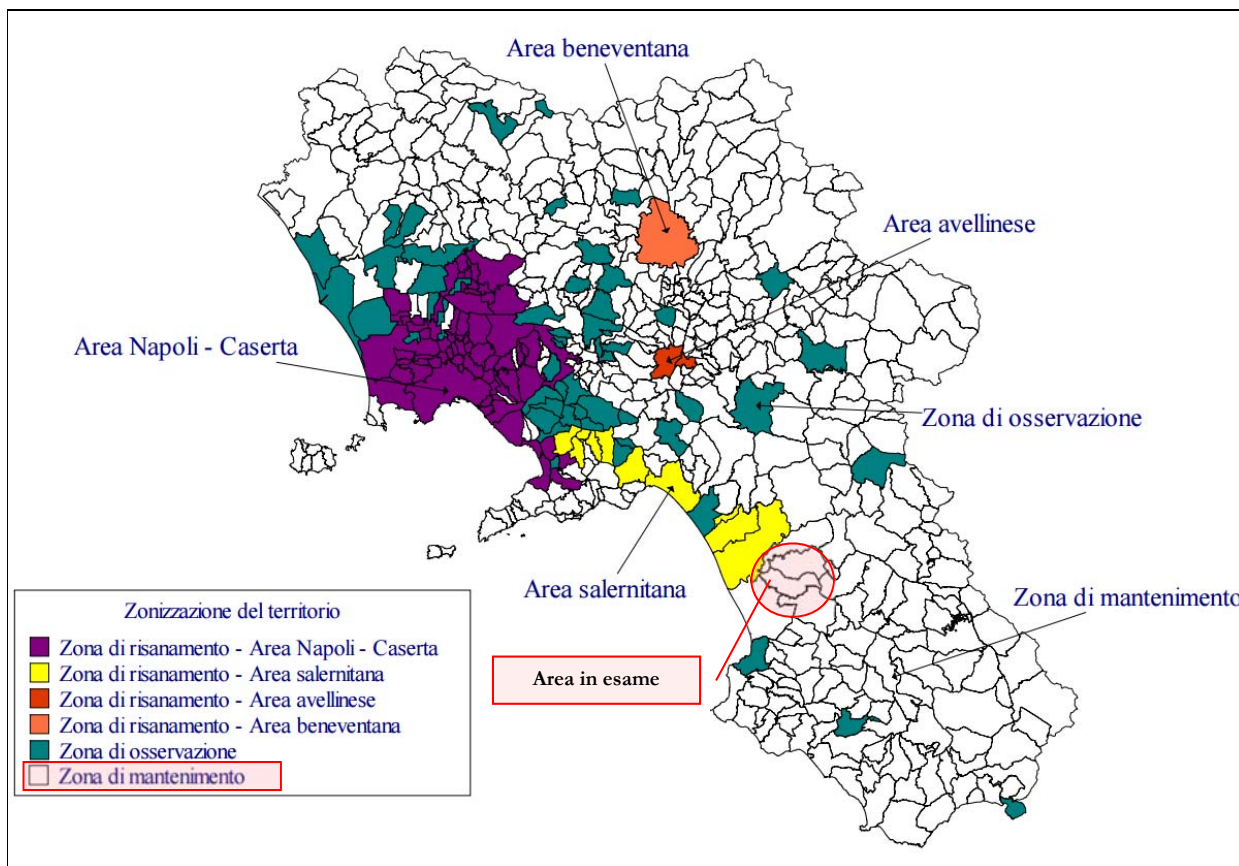 Area beneventana
Area avellinese
Area Napoli - Caserta
Zona di osservazione
Area salernitana
Zona di mantenimento
Area in esame
Zonizzazione del territorio
Zona di risanamento - Area Napoli - Caserta
Zona di risanamento - Area salernitana
Zona di risanamento - Area avellinese
Zona di risanamento - Area beneventana
Zona di osservazione
Zona di mantenimento